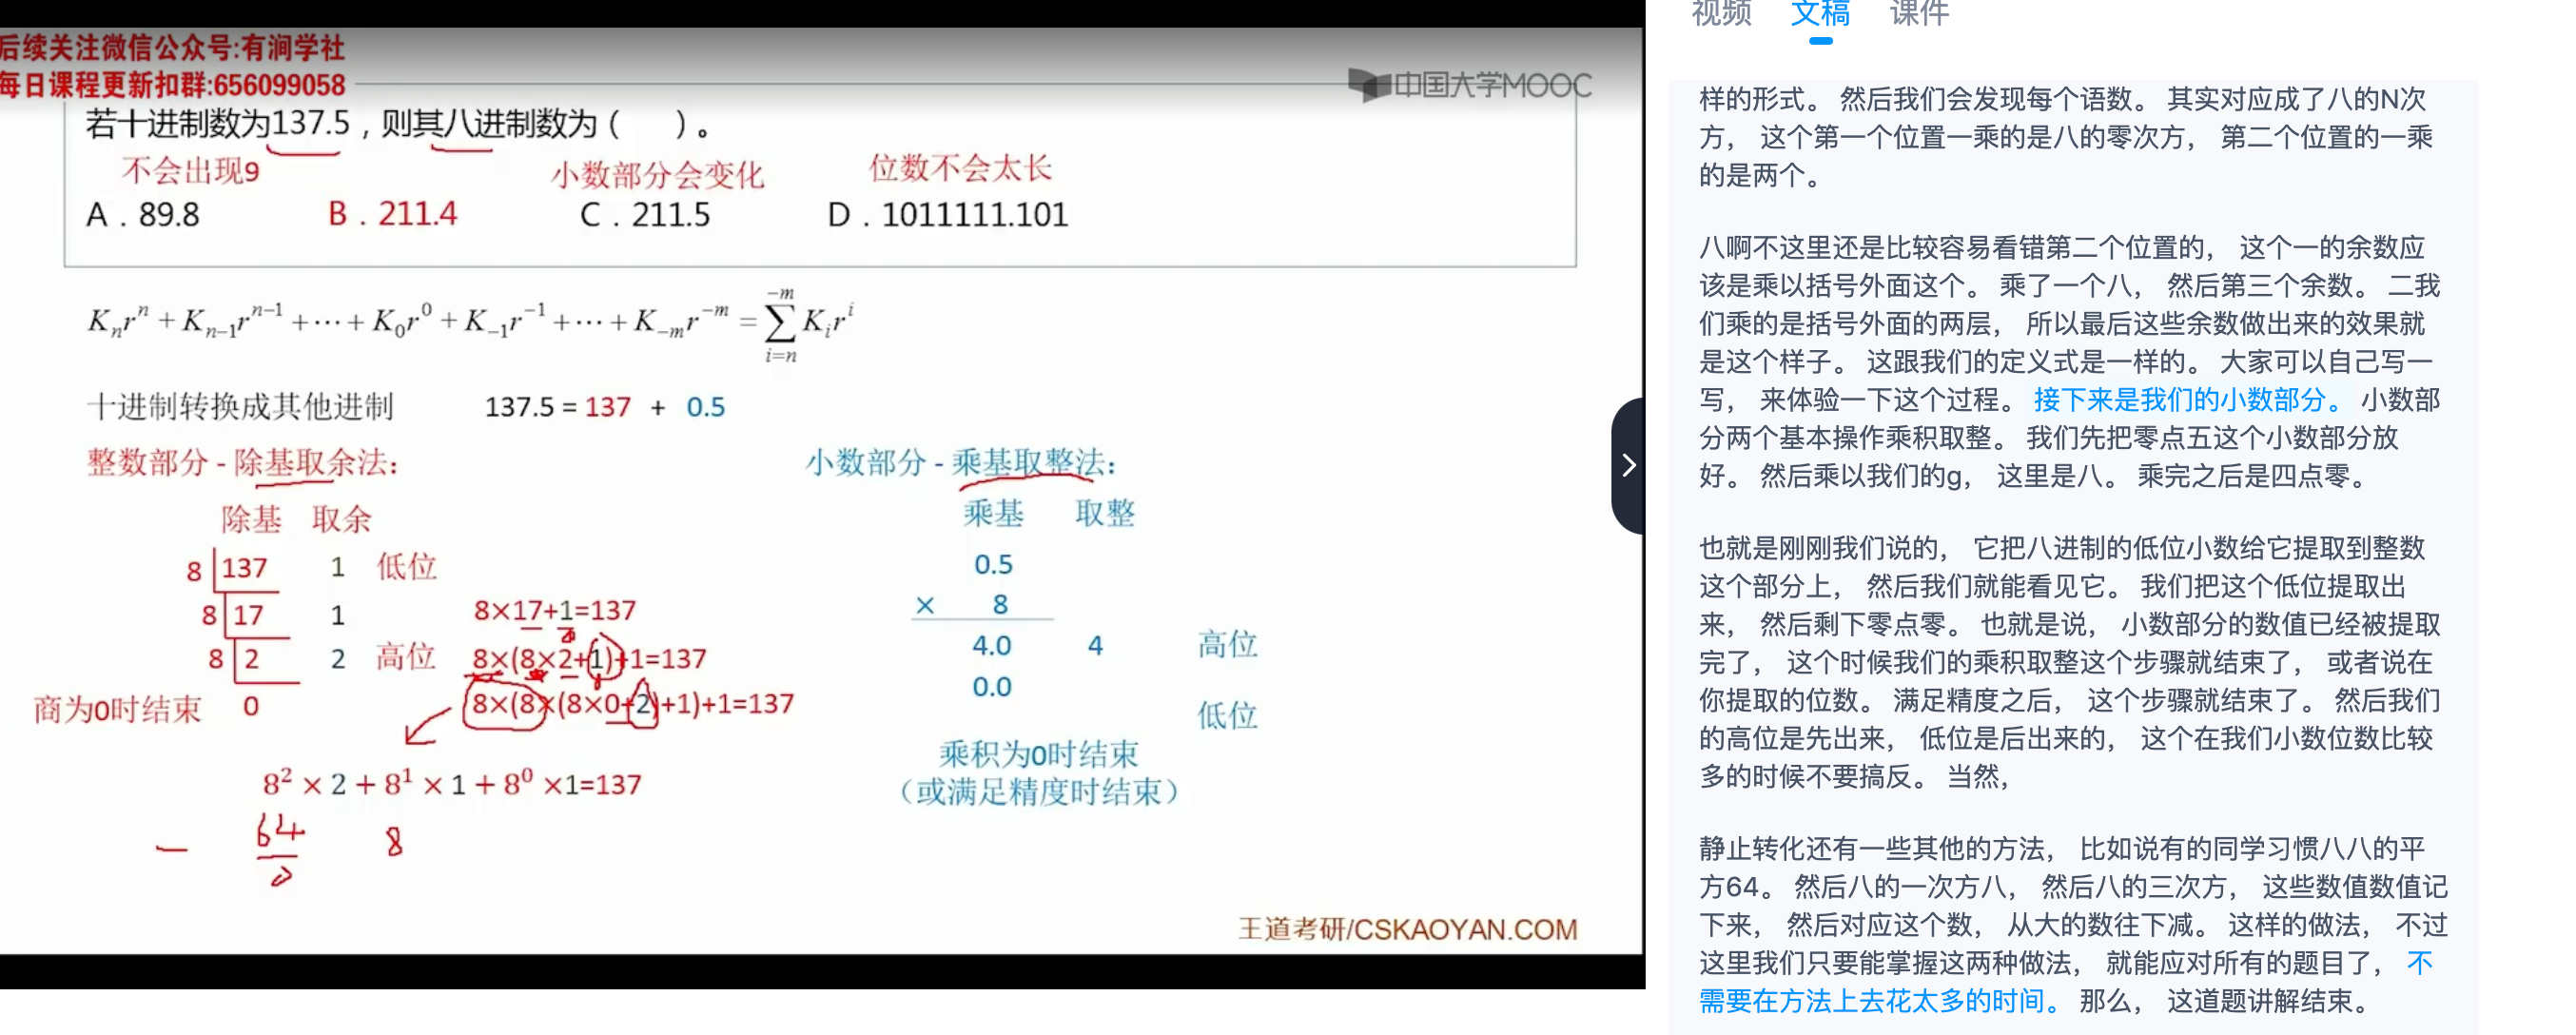 后续关注微信公众号:有涧学社
每日课程更新扣群:656099058
中国大学MOOC
若十进制数为137.5，则其八进制数为（　　）。
不会出现9 小数部分会变化 位数不会太长
A．89.8 B．211.4 C．211.5 D．1011111.101
Kₙrⁿ + Kₙ₋₁rⁿ⁻¹ + ⋯ + K₀r⁰ + K₋₁r⁻¹ + ⋯ + K₋ₘr⁻ᵐ = ∑_{i=n}^{-m} Kᵢrⁱ
十进制转换成其他进制 137.5 = 137 + 0.5
整数部分 - 除基取余法：
除基 取余
8 137 1 低位
8 17 1 8×17+1=137
8 2 2 高位 8×(8×2+1)+1=137
商为0时结束 0 8×(8×(8×0+2)+1)+1=137
8² × 2 + 8¹ × 1 + 8⁰ ×1=137
64 8
小数部分 - 乘基取整法：
乘基 取整
0.5
× 8
4.0 4 高位
0.0
低位
乘积为0时结束
（或满足精度时结束）
王道考研/CSKAOYAN.COM
视频 文稿 课件
样的形式。 然后我们会发现每个语数。 其实对应成了八的N次
方， 这个第一个位置一乘的是八的零次方， 第二个位置的一乘
的是两个。
八啊不这里还是比较容易看错第二个位置的， 这个一的余数应
该是乘以括号外面这个。 乘了一个八， 然后第三个余数。 二我
们乘的是括号外面的两层， 所以最后这些余数做出来的效果就
是这个样子。 这跟我们的定义式是一样的。 大家可以自己写一
写， 来体验一下这个过程。 接下来是我们的小数部分。 小数部
分两个基本操作乘积取整。 我们先把零点五这个小数部分放
好。 然后乘以我们的g， 这里是八。 乘完之后是四点零。
也就是刚刚我们说的， 它把八进制的低位小数给它提取到整数
这个部分上， 然后我们就能看见它。 我们把这个低位提取出
来， 然后剩下零点零。 也就是说， 小数部分的数值已经被提取
完了， 这个时候我们的乘积取整这个步骤就结束了， 或者说在
你提取的位数。 满足精度之后， 这个步骤就结束了。 然后我们
的高位是先出来， 低位是后出来的， 这个在我们小数位数比较
多的时候不要搞反。 当然，
静止转化还有一些其他的方法， 比如说有的同学习惯八八的平
方64。 然后八的一次方八， 然后八的三次方， 这些数值数值记
下来， 然后对应这个数， 从大的数往下减。 这样的做法， 不过
这里我们只要能掌握这两种做法， 就能应对所有的题目了， 不
需要在方法上去花太多的时间。 那么， 这道题讲解结束。